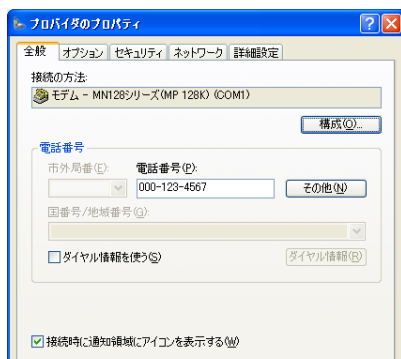 プロバイダのプロパティ
全般 オプション セキュリティ ネットワーク 詳細設定
接続の方法:
モデム - MN128シリーズ(MP 128K) (COM1)
構成(O)...
電話番号
市外局番(E): 電話番号(P):
000-123-4567 その他(N)
国番号/地域番号(G):
ダイヤル情報を使う(S) ダイヤル情報(R)
接続時に通知領域にアイコンを表示する(W)